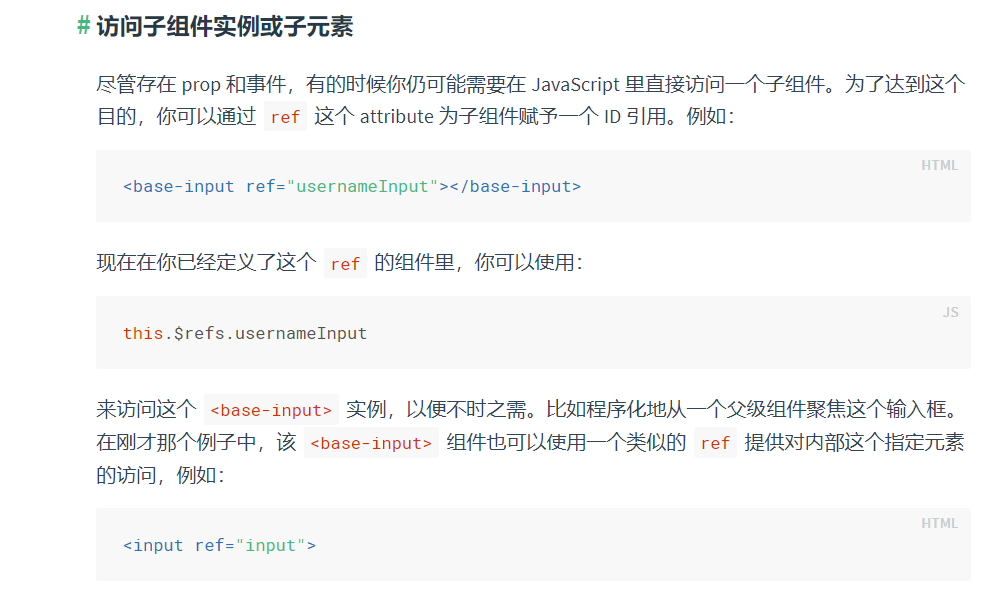 # 访问子组件实例或子元素
尽管存在 prop 和事件，有的时候你仍可能需要在 JavaScript 里直接访问一个子组件。为了达到这个
目的，你可以通过 ref 这个 attribute 为子组件赋予一个 ID 引用。例如：
HTML
<base-input ref="usernameInput"></base-input>
现在在你已经定义了这个 ref 的组件里，你可以使用：
JS
this.$refs.usernameInput
来访问这个 <base-input> 实例，以便不时之需。比如程序化地从一个父级组件聚焦这个输入框。
在刚才那个例子中，该 <base-input> 组件也可以使用一个类似的 ref 提供对内部这个指定元素
的访问，例如：
HTML
<input ref="input">